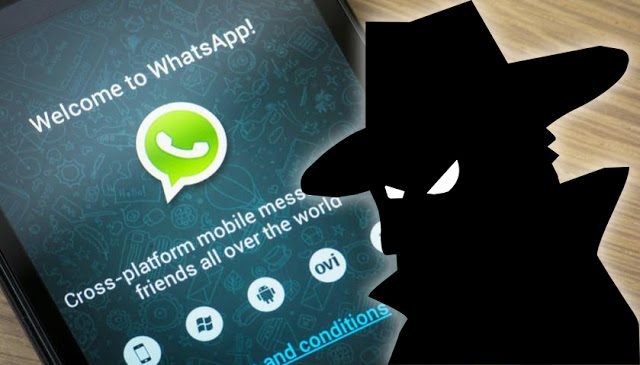 Welcome to WhatsApp!
Cross-platform mobile mess
friends all over the world
ovi
and conditions